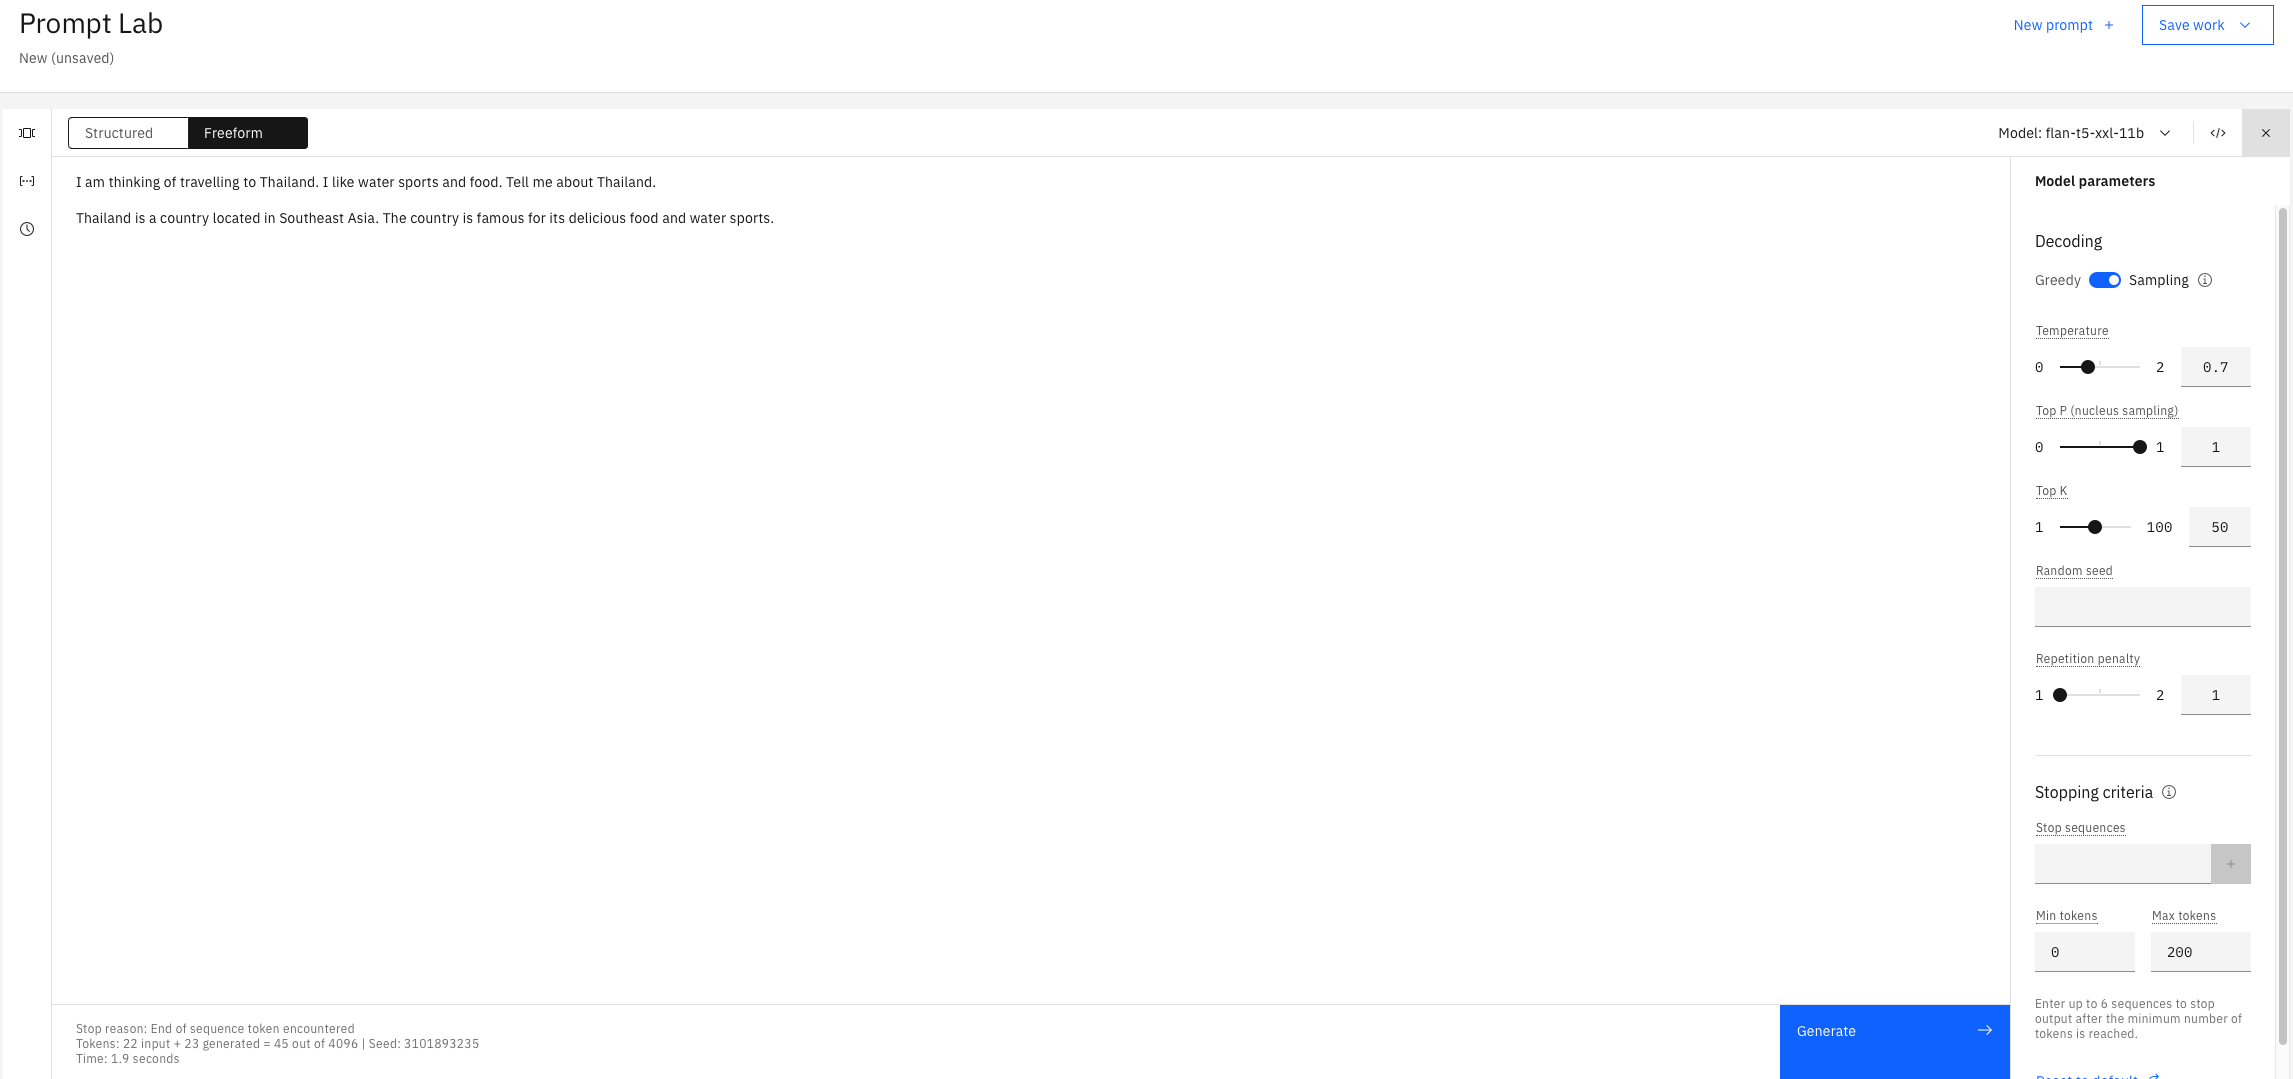 Prompt Lab
New prompt +
Save work
New (unsaved)
Structured
Freeform
Model: flan-t5-xxl-11b
I am thinking of travelling to Thailand. I like water sports and food. Tell me about Thailand.
Thailand is a country located in Southeast Asia. The country is famous for its delicious food and water sports.
Model parameters
Decoding
Greedy
Sampling
Temperature
0 2 0.7
Top P (nucleus sampling)
0 1 1
Top K
1 100 50
Random seed
Repetition penalty
1 2 1
Stopping criteria
Stop sequences
+
Min tokens Max tokens
0 200
Enter up to 6 sequences to stop
output after the minimum number of
tokens is reached.
Reset to default
Stop reason: End of sequence token encountered
Tokens: 22 input + 23 generated = 45 out of 4096 | Seed: 3101893235
Time: 1.9 seconds
Generate